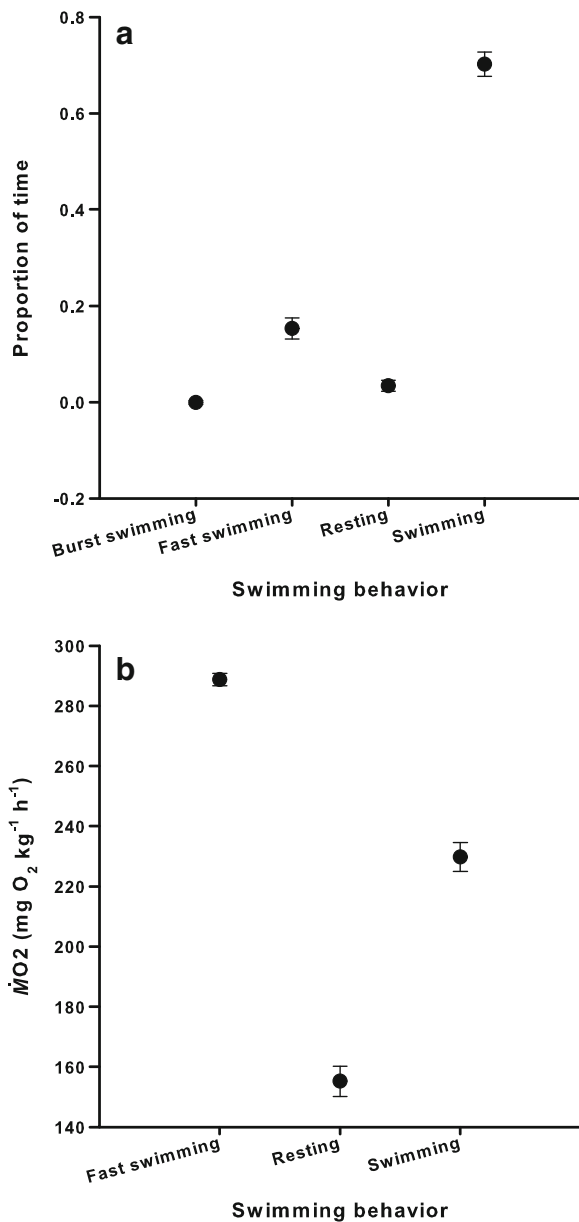 a
Proportion of time
0.8
0.6
0.4
0.2
0.0
-0.2
Burst swimming
Fast swimming
Resting
Swimming
Swimming behavior
b
ṀO2 (mg O₂ kg⁻¹ h⁻¹)
300
280
260
240
220
200
180
160
140
Fast swimming
Resting
Swimming
Swimming behavior